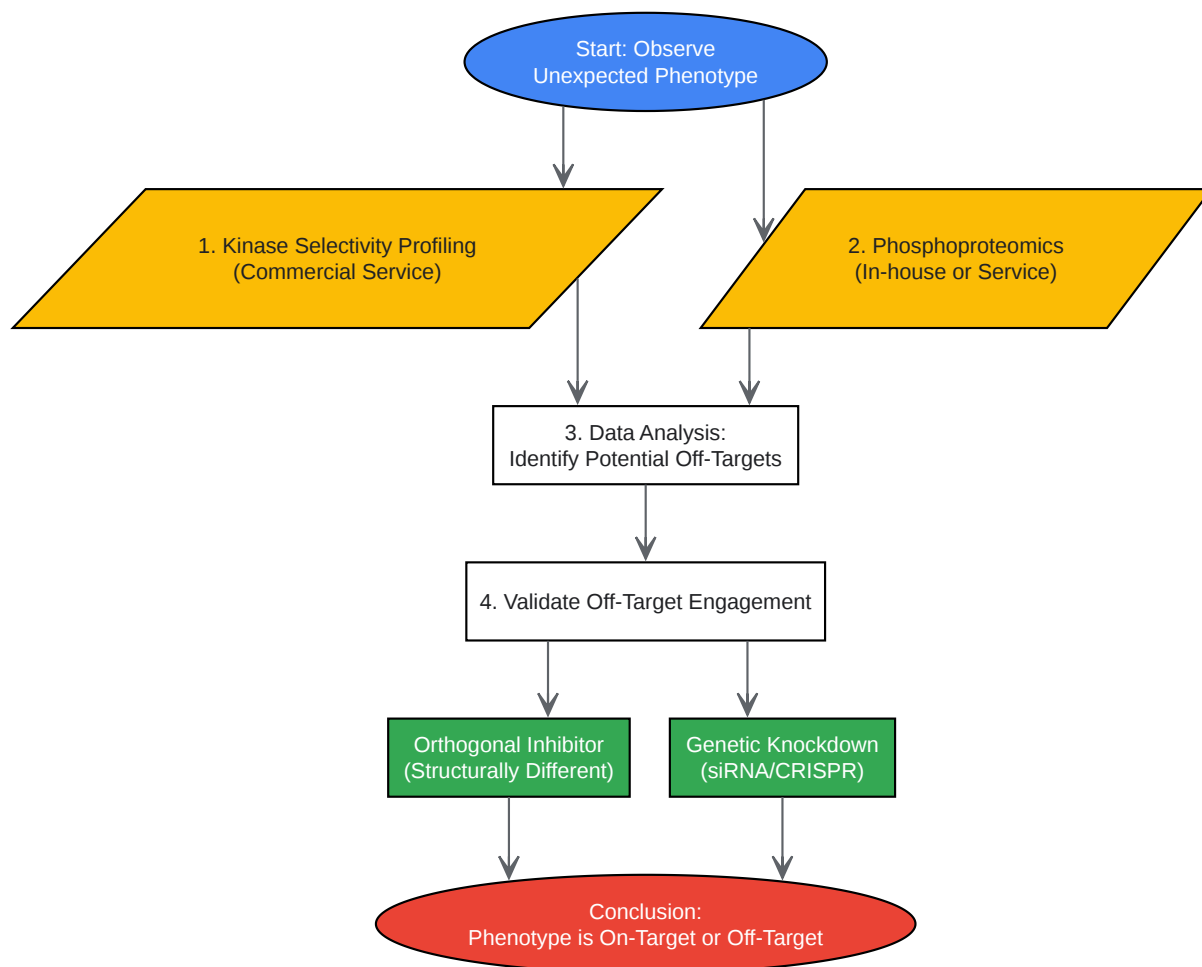 Start: Observe
Unexpected Phenotype
1. Kinase Selectivity Profiling
(Commercial Service)
2. Phosphoproteomics
(In-house or Service)
3. Data Analysis:
Identify Potential Off-Targets
4. Validate Off-Target Engagement
Orthogonal Inhibitor
(Structurally Different)
Genetic Knockdown
(siRNA/CRISPR)
Conclusion:
Phenotype is On-Target or Off-Target